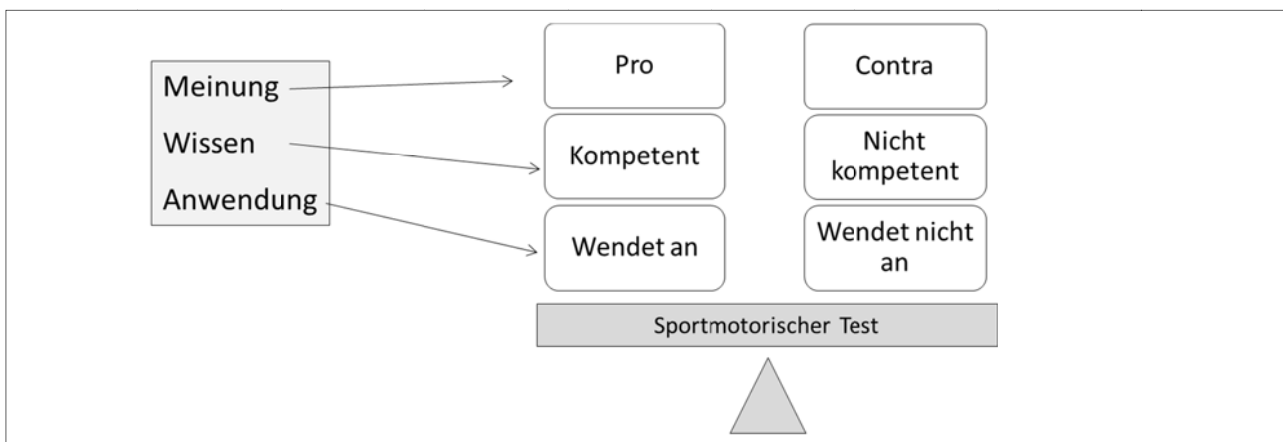 Meinung
Wissen
Anwendung
Pro
Contra
Kompetent
Nicht
kompetent
Wendet an
Wendet nicht
an
Sportmotorischer Test